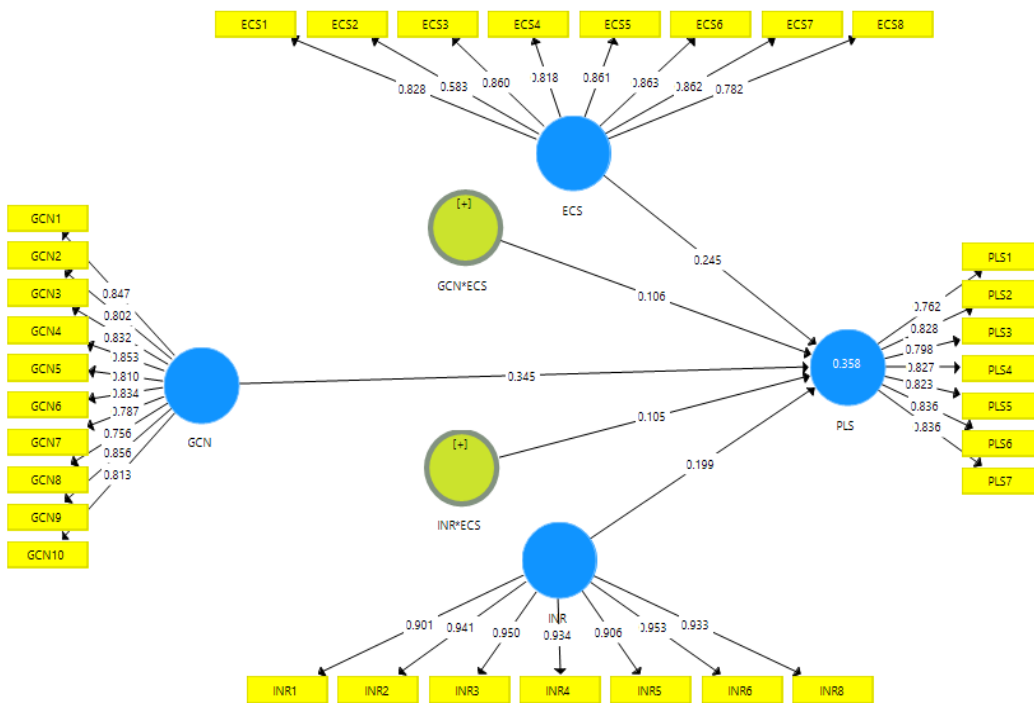 ECS1 ECS2 ECS3 ECS4 ECS5 ECS6 ECS7 ECS8
0.828 0.583 0.860 0.818 0.861 0.863 0.862 0.782
ECS
[+]
GCN*ECS
GCN1
GCN2
GCN3
GCN4
GCN5
GCN6
GCN7
GCN8
GCN9
GCN10
0.847
0.802
0.832
0.853
0.810
0.834
0.787
0.756
0.856
0.813
GCN
0.245
0.106
0.345
0.105
0.199
[+]
INR*ECS
0.358
PLS
0.762
0.828
0.798
0.827
0.823
0.836
0.836
PLS1
PLS2
PLS3
PLS4
PLS5
PLS6
PLS7
INR
0.901 0.941 0.950 0.934 0.906 0.953 0.933
INR1 INR2 INR3 INR4 INR5 INR6 INR8